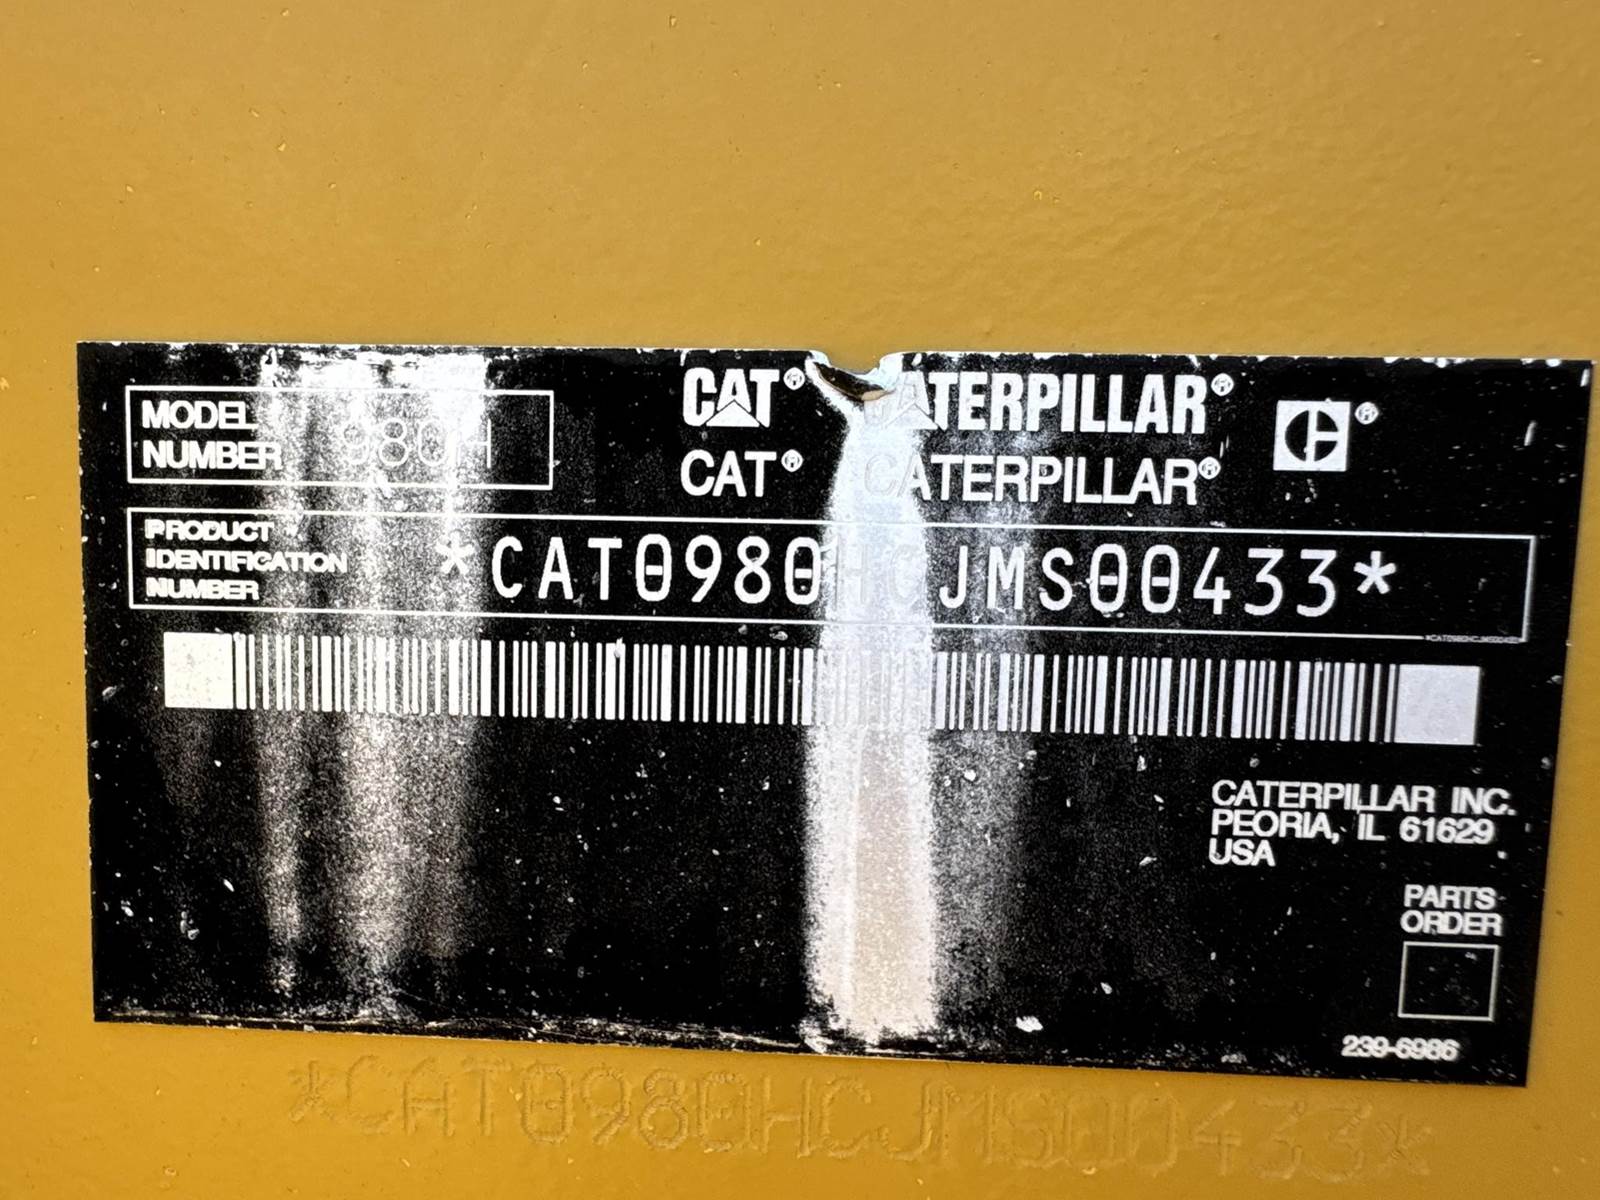 MODEL
NUMBER 980H
CAT® CATERPILLAR®
CAT® CATERPILLAR®
PRODUCT
IDENTIFICATION
NUMBER
*CAT0980HCJMS00433*
CATERPILLAR INC.
PEORIA, IL 61629
USA
PARTS
ORDER
239-6986
*CAT0980HCJMS00433*